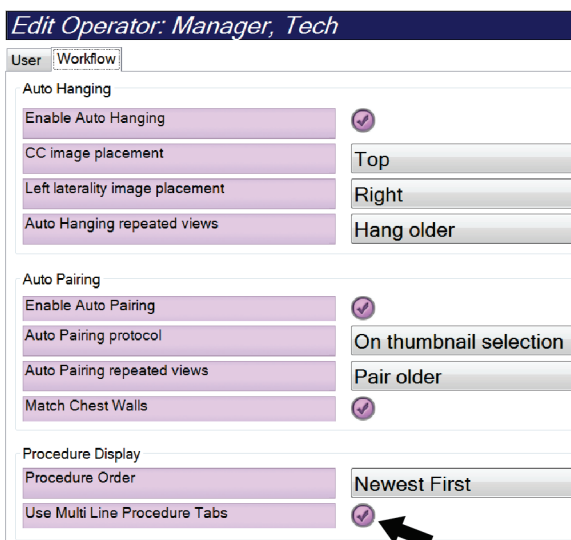 Edit Operator: Manager, Tech
User Workflow
Auto Hanging
Enable Auto Hanging
CC image placement Top
Left laterality image placement Right
Auto Hanging repeated views Hang older
Auto Pairing
Enable Auto Pairing
Auto Pairing protocol On thumbnail selection
Auto Pairing repeated views Pair older
Match Chest Walls
Procedure Display
Procedure Order Newest First
Use Multi Line Procedure Tabs